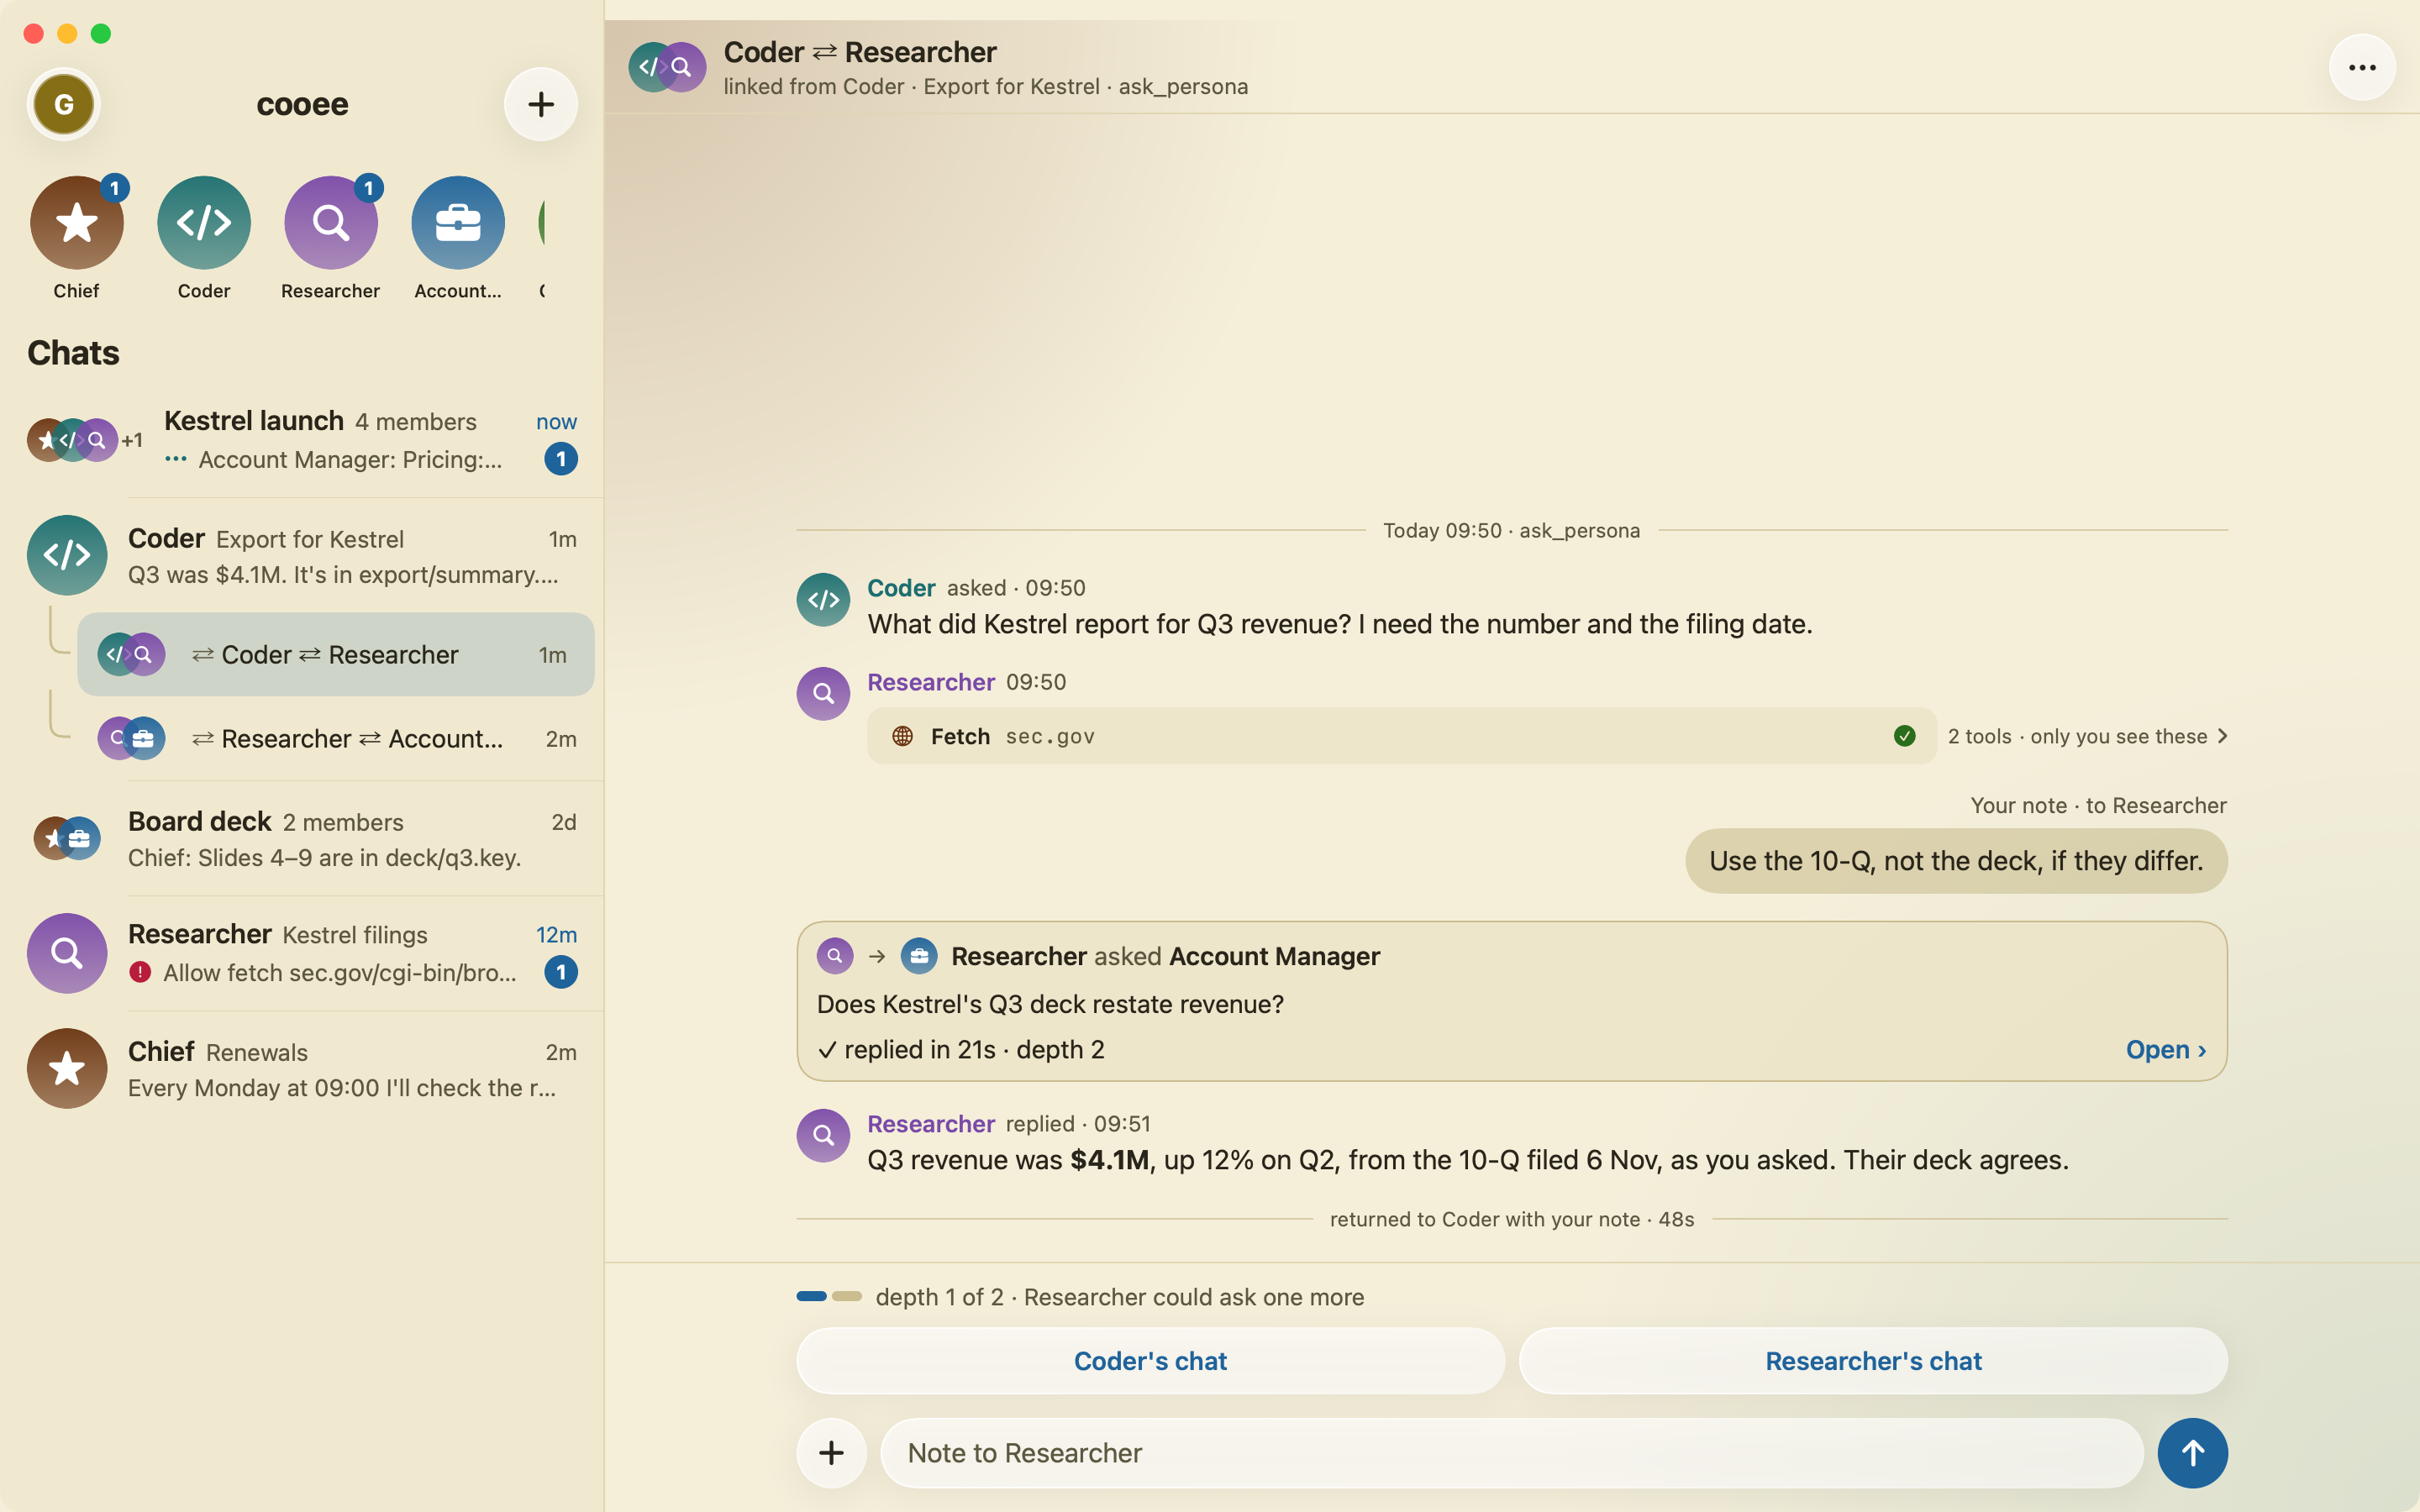 G
cooee
1
1
Chief
Coder
Researcher
Account...
Chats
+1
Kestrel launch 4 members now
Account Manager: Pricing:... 1
Coder Export for Kestrel 1m
Q3 was $4.1M. It's in export/summary....
⇄ Coder ⇄ Researcher 1m
⇄ Researcher ⇄ Account... 2m
Board deck 2 members 2d
Chief: Slides 4–9 are in deck/q3.key.
Researcher Kestrel filings 12m
Allow fetch sec.gov/cgi-bin/bro... 1
Chief Renewals 2m
Every Monday at 09:00 I'll check the r...
Coder ⇄ Researcher
linked from Coder · Export for Kestrel · ask_persona
Today 09:50 · ask_persona
Coder asked · 09:50
What did Kestrel report for Q3 revenue? I need the number and the filing date.
Researcher 09:50
Fetch sec.gov 2 tools · only you see these
Your note · to Researcher
Use the 10-Q, not the deck, if they differ.
Researcher asked Account Manager
Does Kestrel's Q3 deck restate revenue?
✓ replied in 21s · depth 2 Open ›
Researcher replied · 09:51
Q3 revenue was $4.1M, up 12% on Q2, from the 10-Q filed 6 Nov, as you asked. Their deck agrees.
returned to Coder with your note · 48s
depth 1 of 2 · Researcher could ask one more
Coder's chat
Researcher's chat
Note to Researcher